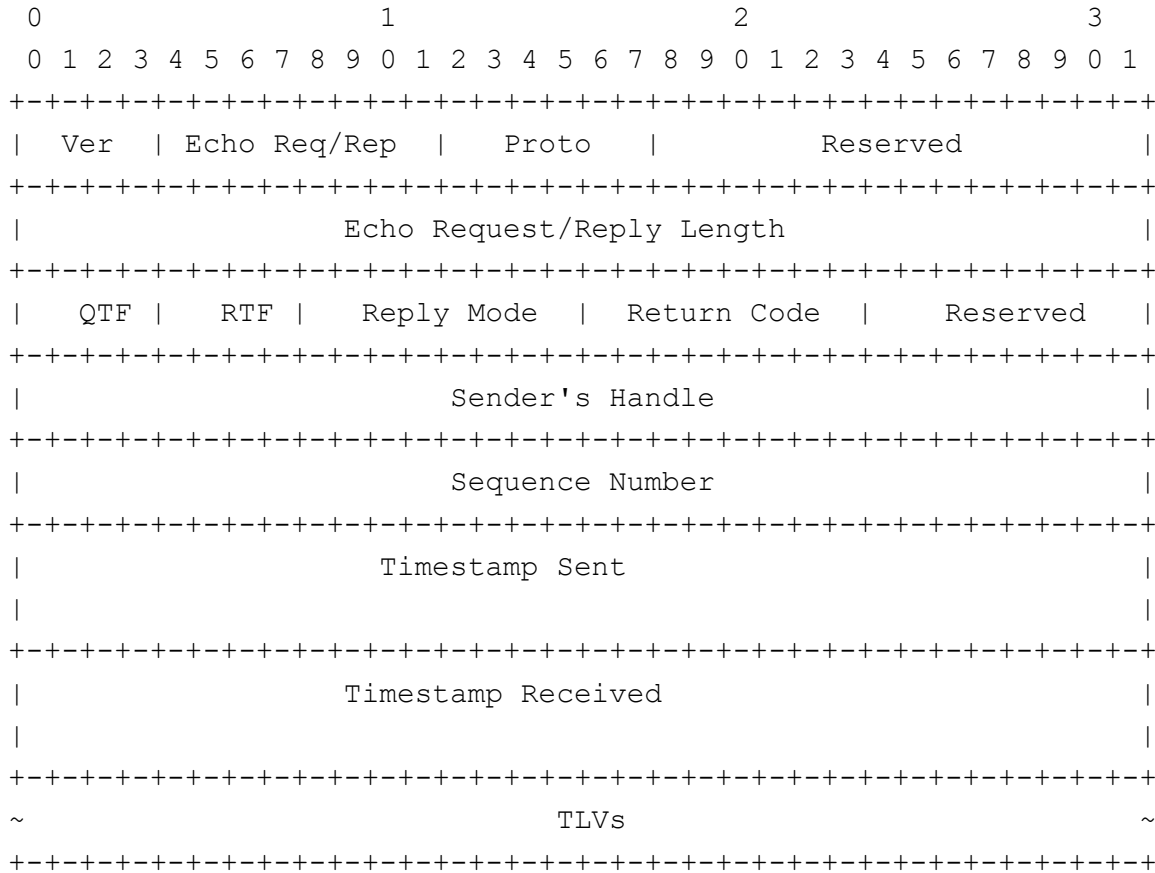 0                   1                   2                   3
 0 1 2 3 4 5 6 7 8 9 0 1 2 3 4 5 6 7 8 9 0 1 2 3 4 5 6 7 8 9 0 1
+-+-+-+-+-+-+-+-+-+-+-+-+-+-+-+-+-+-+-+-+-+-+-+-+-+-+-+-+-+-+-+-+
|  Ver  | Echo Req/Rep  |   Proto   |         Reserved          |
+-+-+-+-+-+-+-+-+-+-+-+-+-+-+-+-+-+-+-+-+-+-+-+-+-+-+-+-+-+-+-+-+
|                  Echo Request/Reply Length                    |
+-+-+-+-+-+-+-+-+-+-+-+-+-+-+-+-+-+-+-+-+-+-+-+-+-+-+-+-+-+-+-+-+
|   QTF |   RTF |   Reply Mode  |  Return Code  |    Reserved   |
+-+-+-+-+-+-+-+-+-+-+-+-+-+-+-+-+-+-+-+-+-+-+-+-+-+-+-+-+-+-+-+-+
|                        Sender's Handle                        |
+-+-+-+-+-+-+-+-+-+-+-+-+-+-+-+-+-+-+-+-+-+-+-+-+-+-+-+-+-+-+-+-+
|                        Sequence Number                        |
+-+-+-+-+-+-+-+-+-+-+-+-+-+-+-+-+-+-+-+-+-+-+-+-+-+-+-+-+-+-+-+-+
|                    Timestamp Sent                             |
|                                                               |
+-+-+-+-+-+-+-+-+-+-+-+-+-+-+-+-+-+-+-+-+-+-+-+-+-+-+-+-+-+-+-+-+
|                  Timestamp Received                           |
|                                                               |
+-+-+-+-+-+-+-+-+-+-+-+-+-+-+-+-+-+-+-+-+-+-+-+-+-+-+-+-+-+-+-+-+
~                              TLVs                             ~
+-+-+-+-+-+-+-+-+-+-+-+-+-+-+-+-+-+-+-+-+-+-+-+-+-+-+-+-+-+-+-+-+